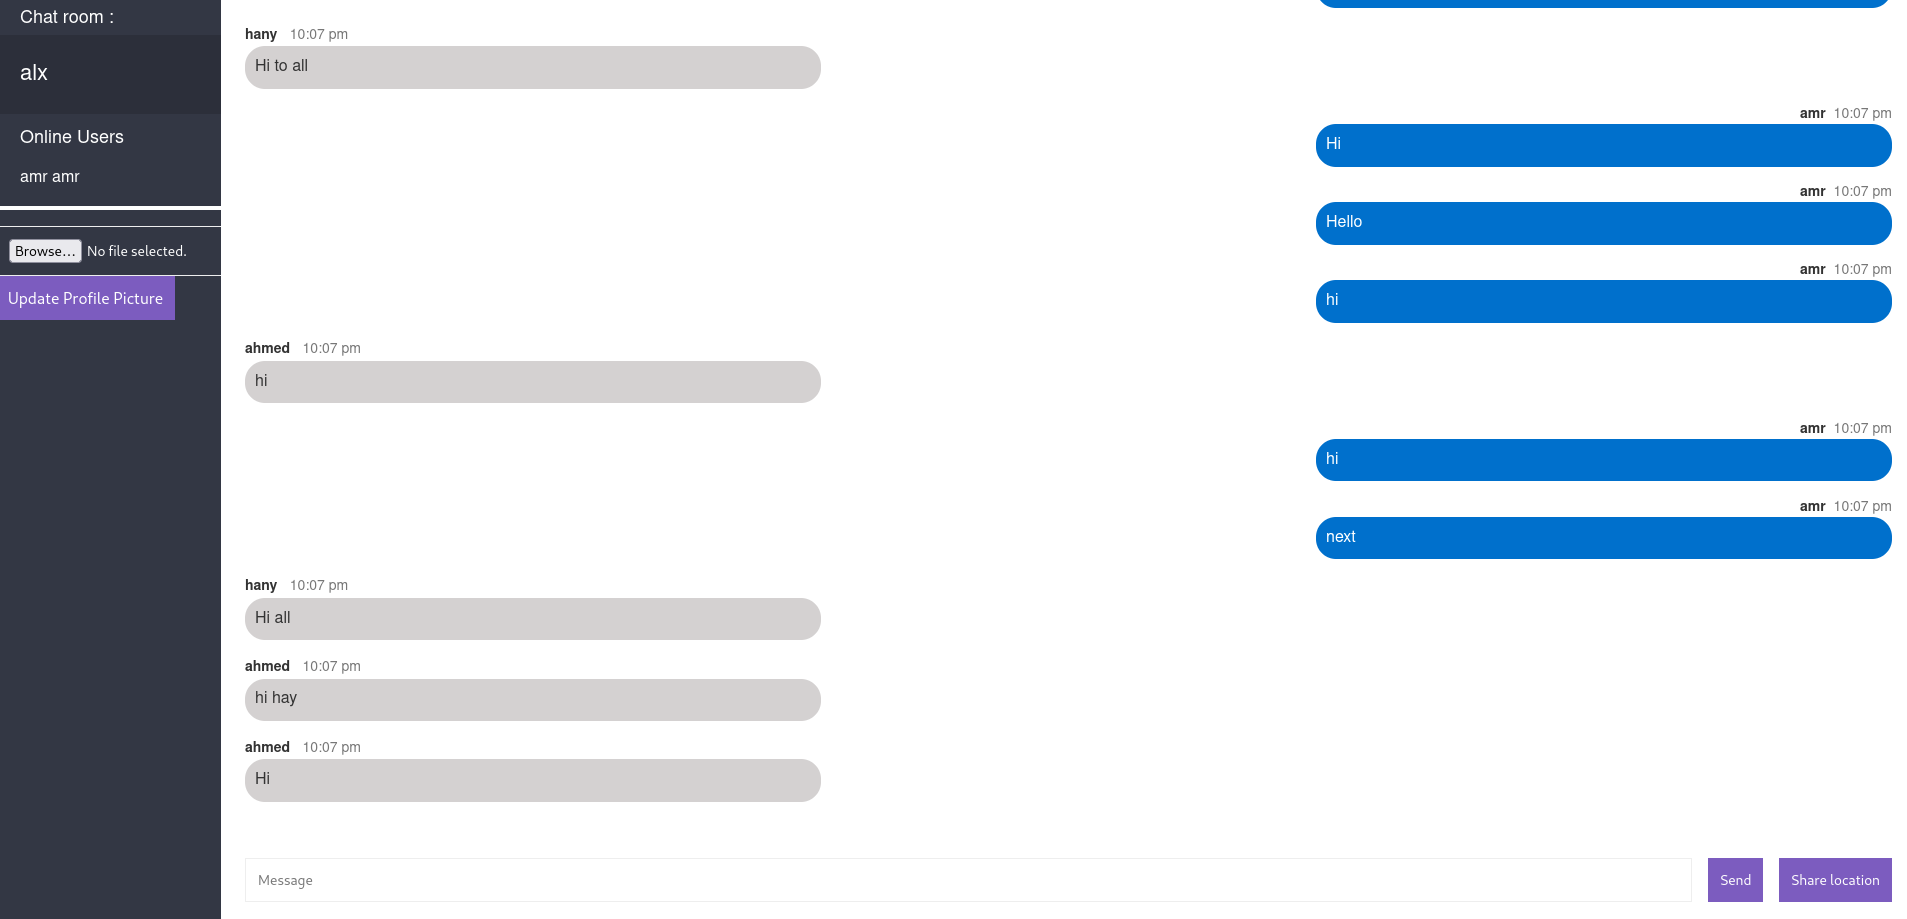 Chat room :
alx
Online Users
amr amr
Browse... No file selected.
Update Profile Picture
hany 10:07 pm
Hi to all
amr 10:07 pm
Hi
amr 10:07 pm
Hello
amr 10:07 pm
hi
ahmed 10:07 pm
hi
amr 10:07 pm
hi
amr 10:07 pm
next
hany 10:07 pm
Hi all
ahmed 10:07 pm
hi hay
ahmed 10:07 pm
Hi
Message
Send
Share location